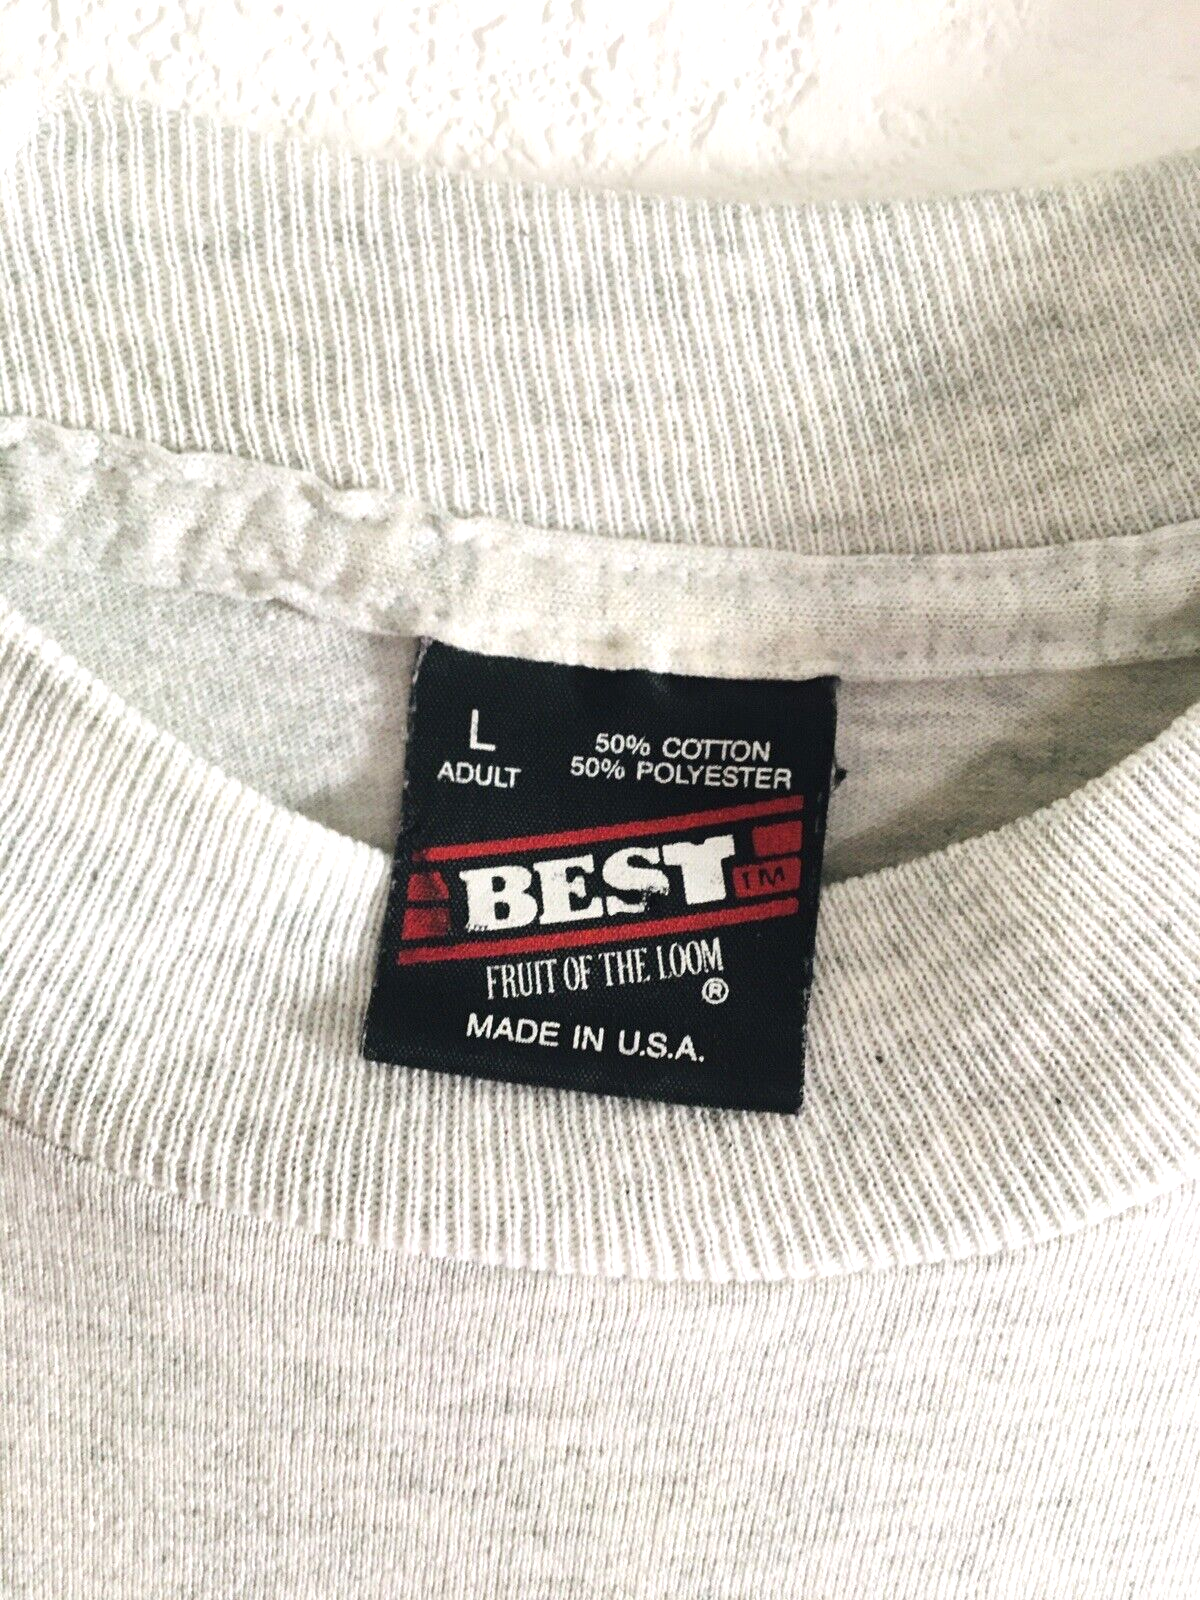 L
ADULT
50% COTTON
50% POLYESTER
BEST TM
FRUIT OF THE LOOM
®
MADE IN U.S.A.